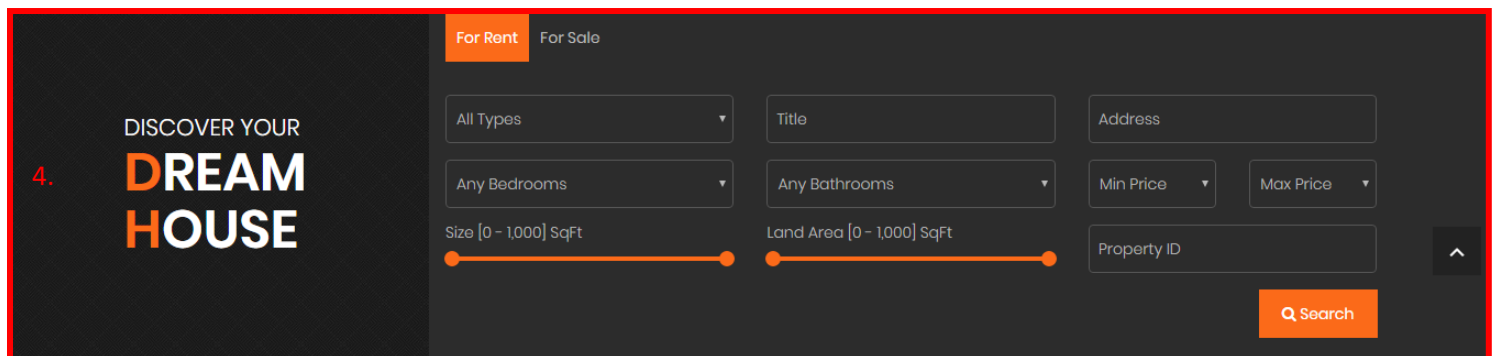 For Rent For Sale
4.
DISCOVER YOUR
DREAM
HOUSE
All Types Title Address
Any Bedrooms Any Bathrooms Min Price Max Price
Size [0 - 1,000] SqFt Land Area [0 - 1,000] SqFt Property ID
Search